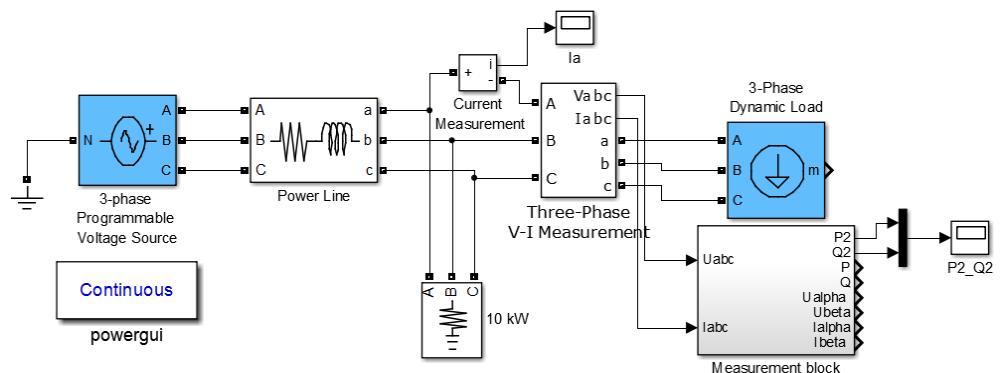 Ia
i
+
-
Current
Measurement
N
+
A
B
C
3-phase
Programmable
Voltage Source
A
B
C
a
b
c
Power Line
A
B
C
Vabc
Iabc
a
b
c
Three-Phase
V-I Measurement
3-Phase
Dynamic Load
A
B
C
m
Continuous
powergui
A
B
C
10 kW
Uabc
Iabc
P2
Q2
P
Q
Ualpha
Ubeta
Ialpha
Ibeta
Measurement block
P2_Q2